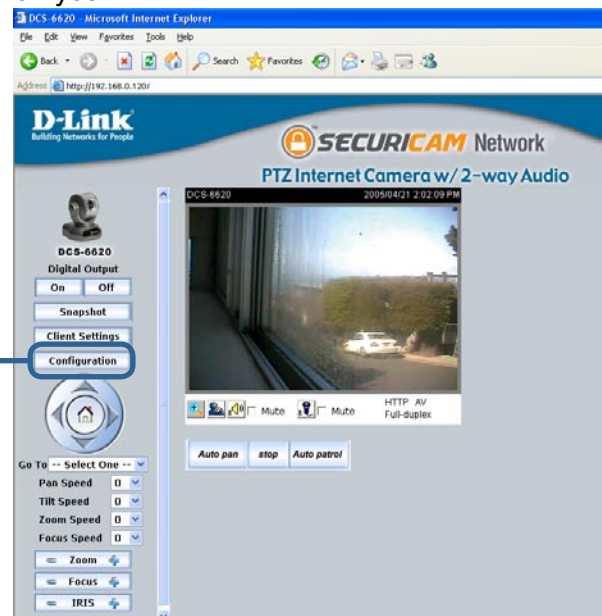 DCS-6620 - Microsoft Internet Explorer
File Edit View Favorites Tools Help
Back Search Favorites
Address http://192.168.0.120/
D-Link
Building Networks for People
SECURICAM Network
PTZ Internet Camera w/ 2-way Audio
DCS-6620 2005/04/21 2:02:09 PM
DCS-6620
Digital Output
On Off
Snapshot
Client Settings
Configuration
Mute Mute HTTP AV
Full-duplex
Auto pan stop Auto patrol
Go To -- Select One --
Pan Speed 0
Tilt Speed 0
Zoom Speed 0
Focus Speed 0
Zoom
Focus
IRIS